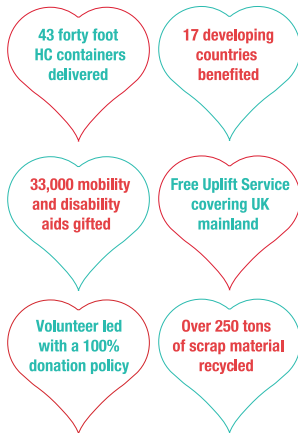 43 forty foot
HC containers
delivered
17 developing
countries
benefited
33,000 mobility
and disability
aids gifted
Free Uplift Service
covering UK
mainland
Volunteer led
with a 100%
donation policy
Over 250 tons
of scrap material
recycled